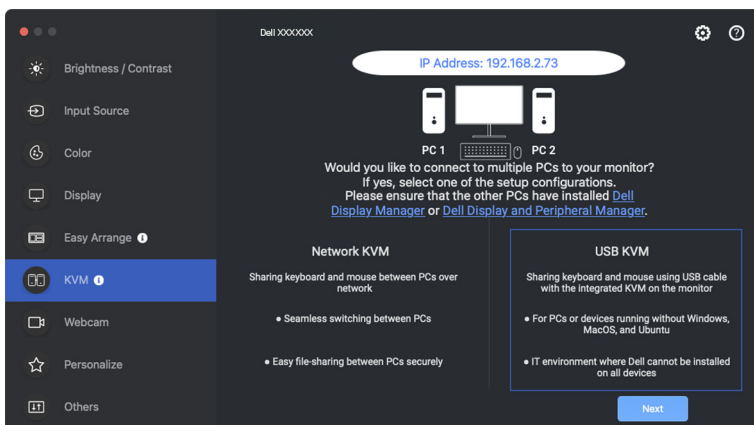 Dell XXXXXX
IP Address: 192.168.2.73
Brightness / Contrast
Input Source
Color
Display
Easy Arrange
KVM
Webcam
Personalize
Others
PC 1
PC 2
Would you like to connect to multiple PCs to your monitor?
If yes, select one of the setup configurations.
Please ensure that the other PCs have installed Dell
Display Manager or Dell Display and Peripheral Manager.
Network KVM
Sharing keyboard and mouse between PCs over
network
• Seamless switching between PCs
• Easy file-sharing between PCs securely
USB KVM
Sharing keyboard and mouse using USB cable
with the integrated KVM on the monitor
• For PCs or devices running without Windows,
MacOS, and Ubuntu
• IT environment where Dell cannot be installed
on all devices
Next